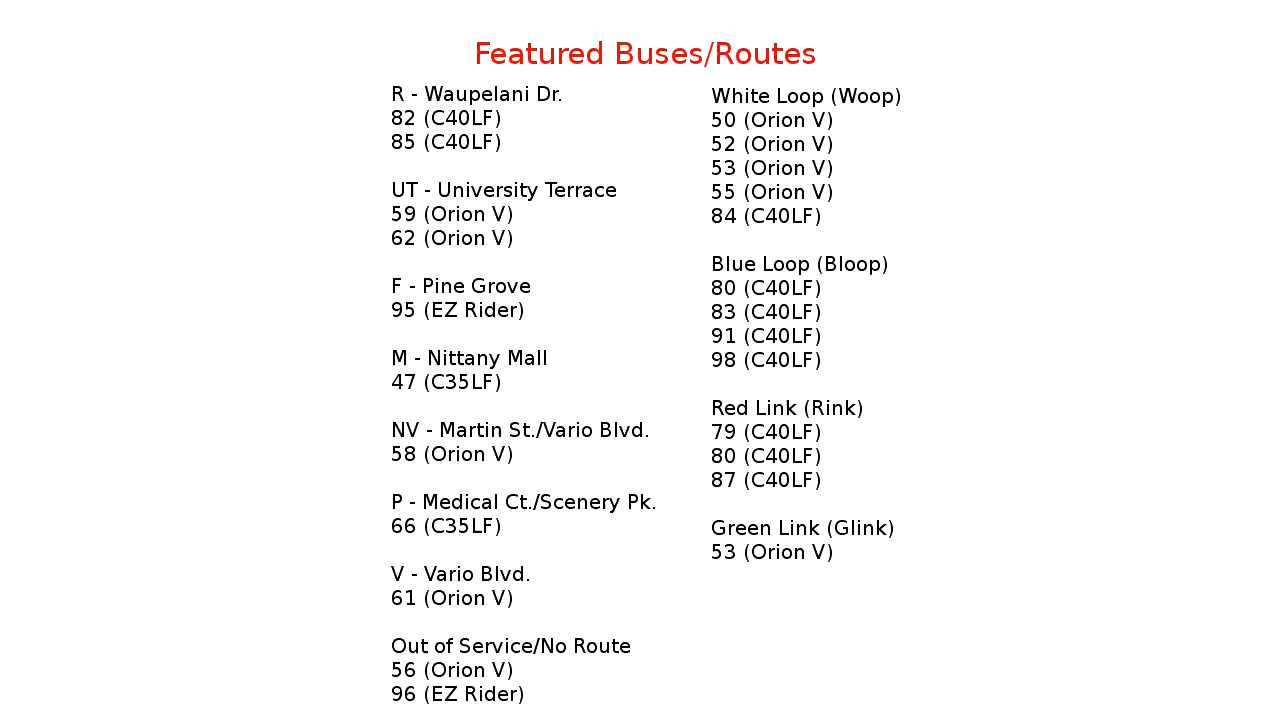 Featured Buses/Routes
R - Waupelani Dr.
82 (C40LF)
85 (C40LF)
UT - University Terrace
59 (Orion V)
62 (Orion V)
F - Pine Grove
95 (EZ Rider)
M - Nittany Mall
47 (C35LF)
NV - Martin St./Vario Blvd.
58 (Orion V)
P - Medical Ct./Scenery Pk.
66 (C35LF)
V - Vario Blvd.
61 (Orion V)
Out of Service/No Route
56 (Orion V)
96 (EZ Rider)
White Loop (Woop)
50 (Orion V)
52 (Orion V)
53 (Orion V)
55 (Orion V)
84 (C40LF)
Blue Loop (Bloop)
80 (C40LF)
83 (C40LF)
91 (C40LF)
98 (C40LF)
Red Link (Rink)
79 (C40LF)
80 (C40LF)
87 (C40LF)
Green Link (Glink)
53 (Orion V)